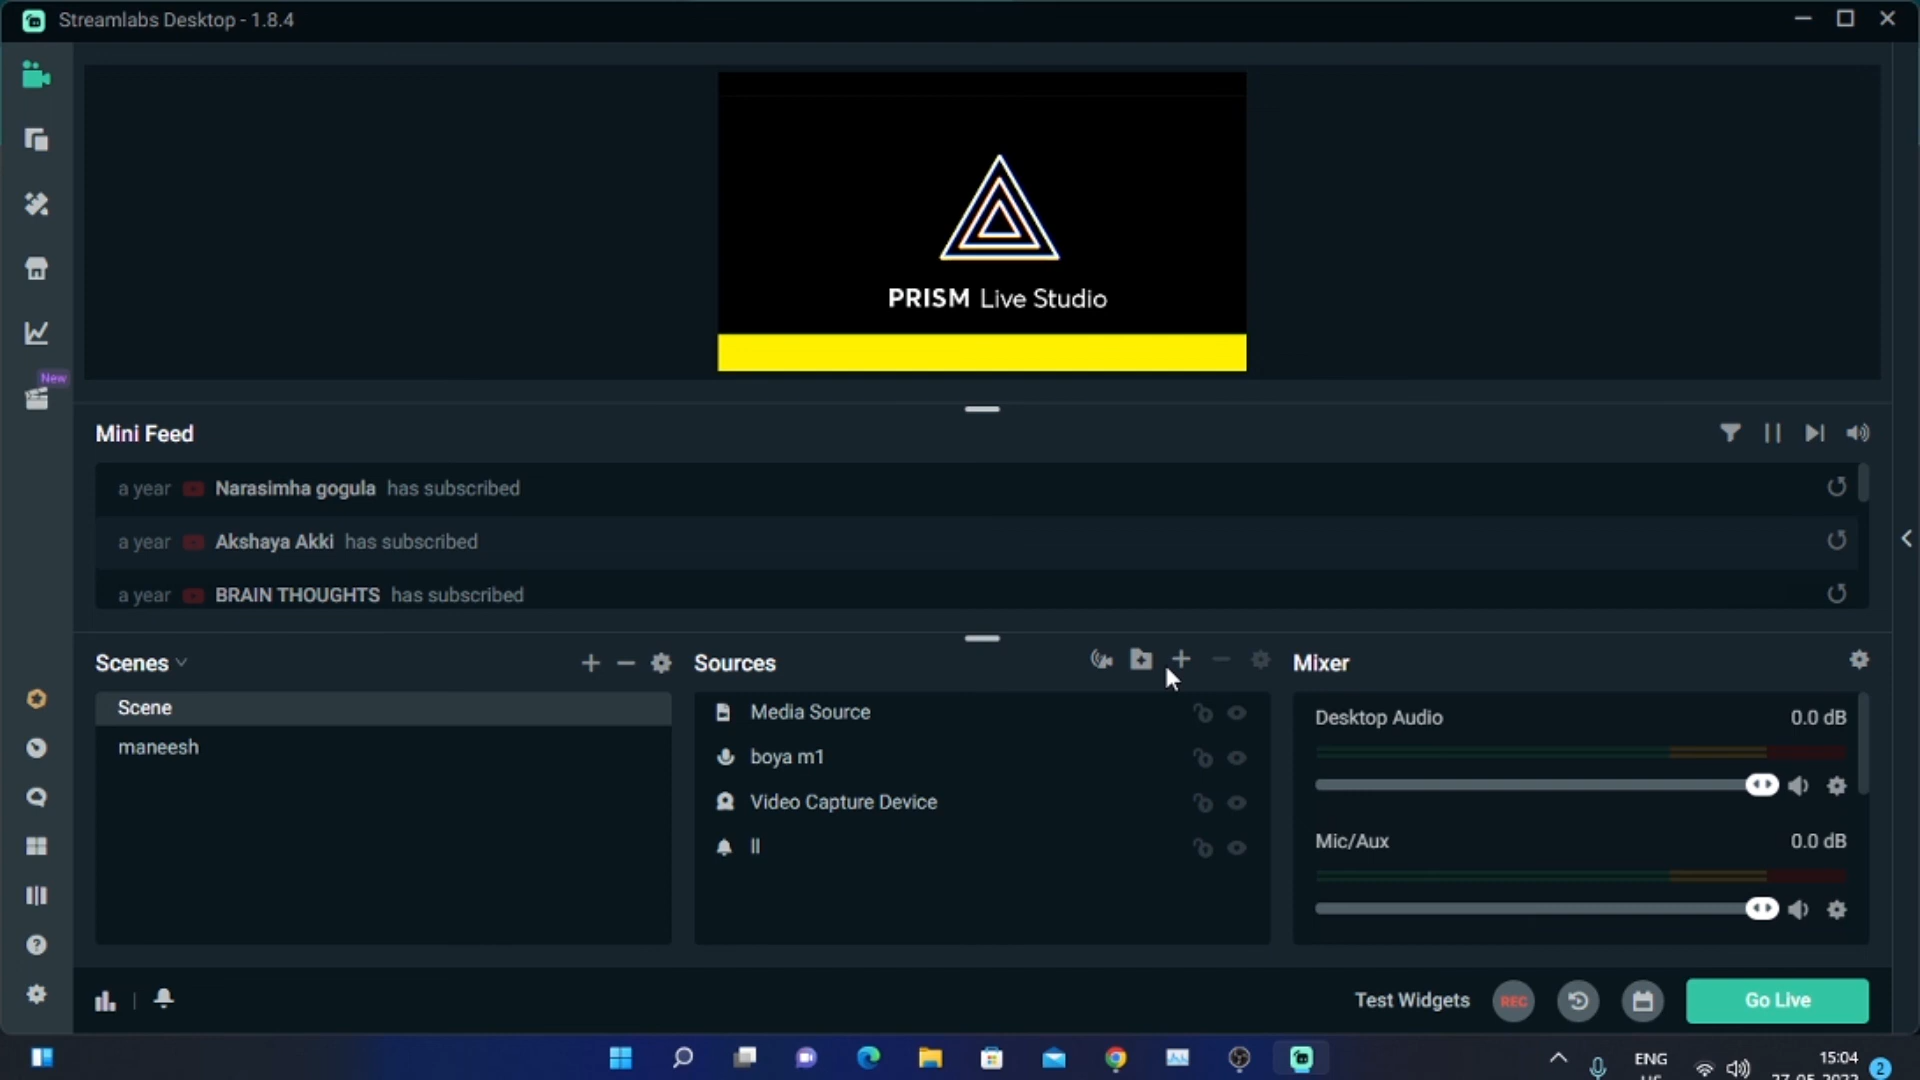 Streamlabs Desktop - 1.8.4
PRISM Live Studio
New
Mini Feed
a year Narasimha gogula has subscribed
a year Akshaya Akki has subscribed
a year BRAIN THOUGHTS has subscribed
Scenes
Sources
Mixer
Scene
maneesh
Media Source
boya m1
Video Capture Device
ll
Desktop Audio 0.0 dB
Mic/Aux 0.0 dB
Test Widgets
REC
Go Live
ENG
15:04
2